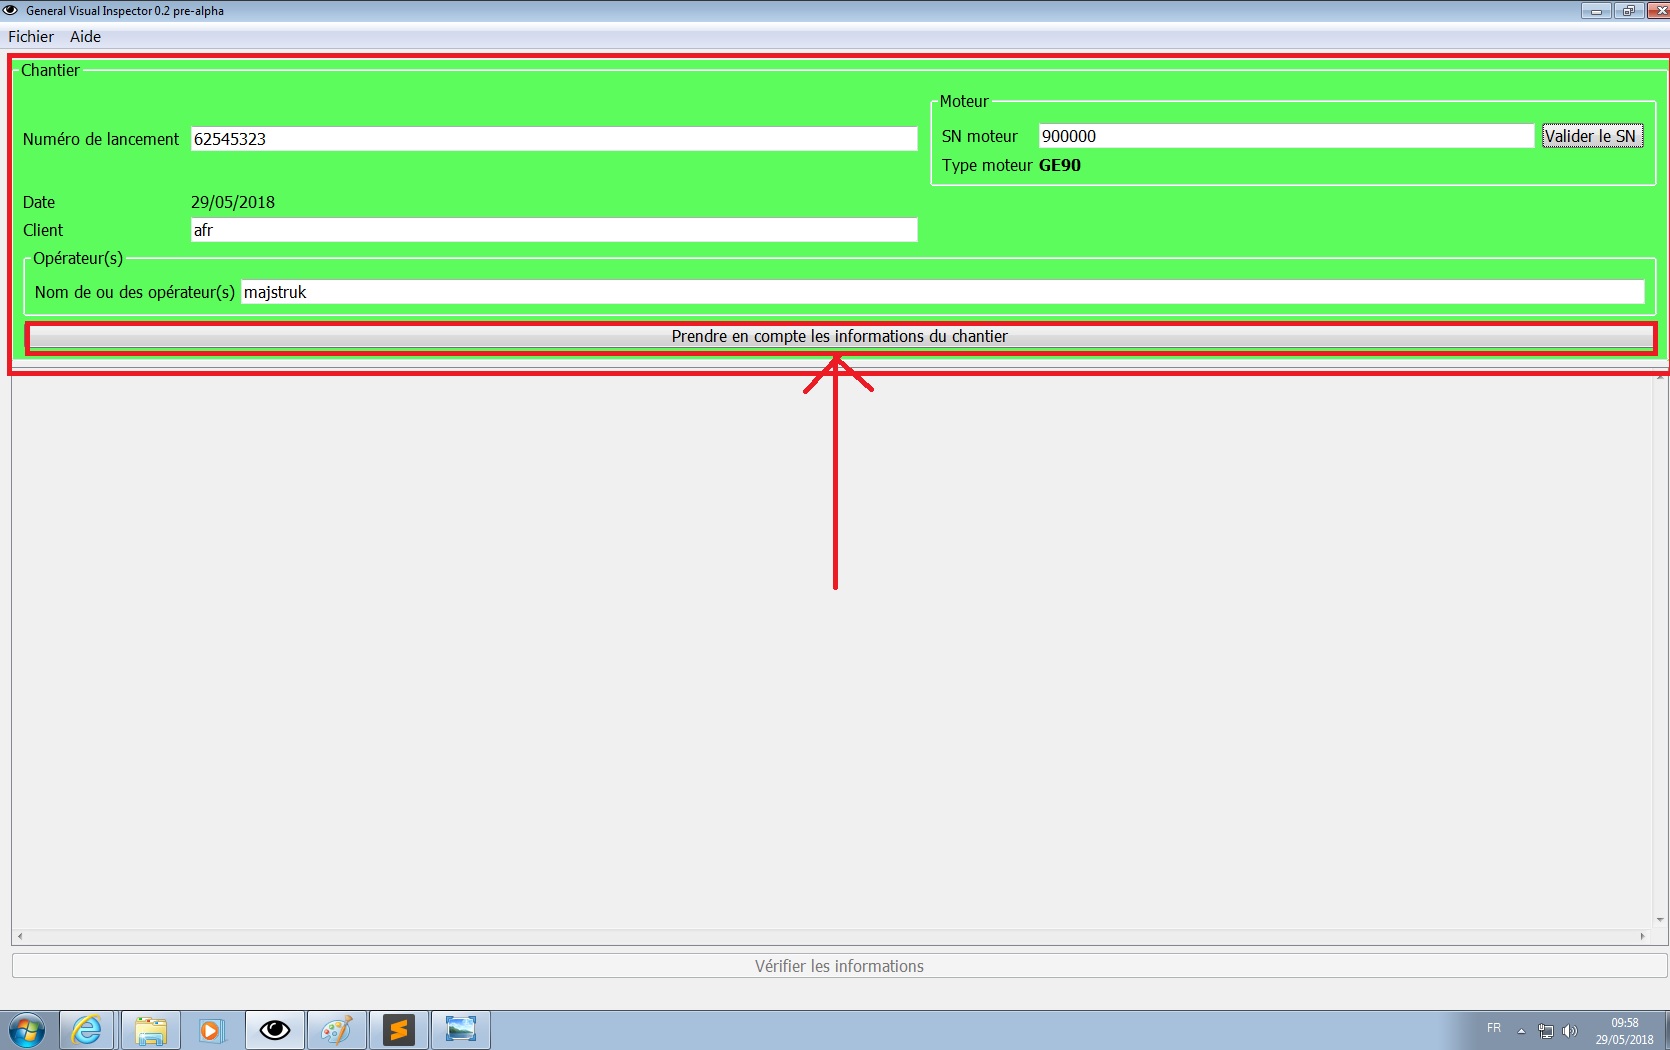 General Visual Inspector 0.2 pre-alpha
Fichier Aide
Chantier
Moteur
Numéro de lancement 62545323
SN moteur 900000 Valider le SN
Type moteur GE90
Date 29/05/2018
Client afr
Opérateur(s)
Nom de ou des opérateur(s) majstruk
Prendre en compte les informations du chantier
Vérifier les informations
FR 09:58
29/05/2018